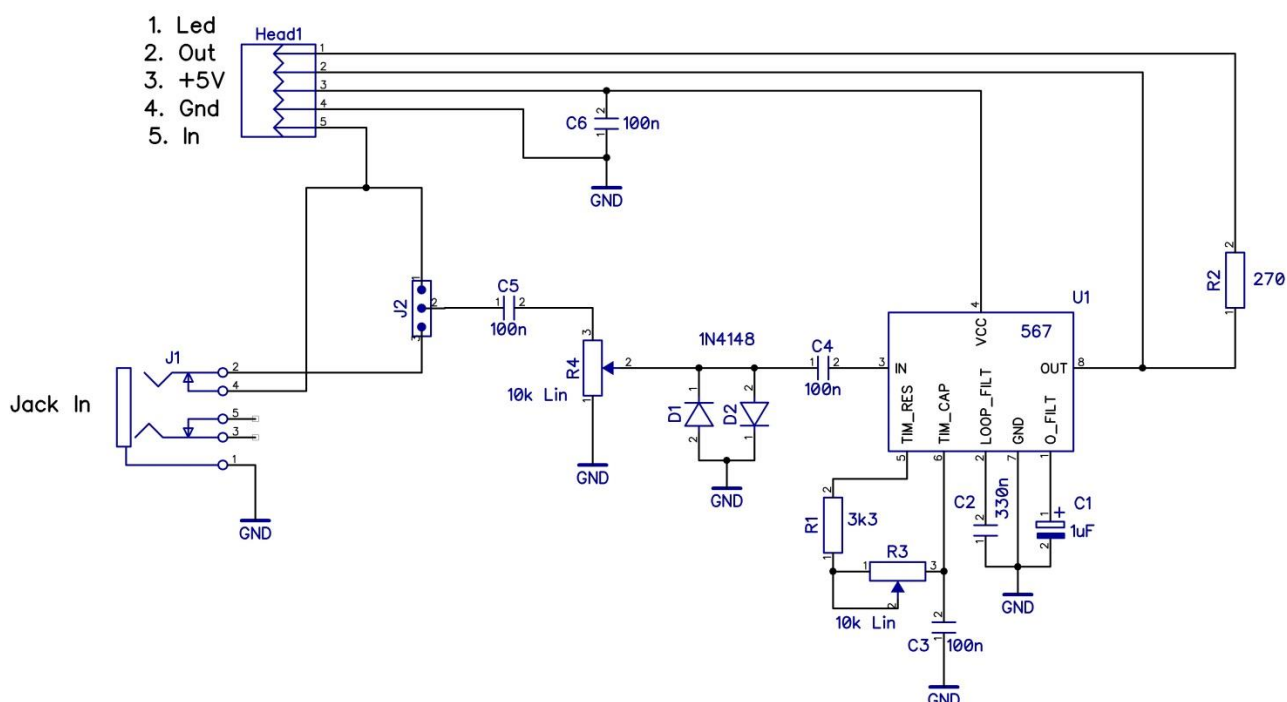 1. Led
2. Out
3. +5V
4. Gnd
5. In
Head1
1
2
3
4
5
C6
2
1
100n
GND
J2
1
2
3
C5
1 2
100n
R4
3
2
1
10k Lin
GND
1N4148
D1
1
2
D2
2
1
GND
C4
1 2
100n
U1
567
4
VCC
3
IN
OUT
8
TIM_RES
TIM_CAP
LOOP_FILT
GND
O_FILT
5
6
2
7
1
R2
2
1
270
Jack In
J1
2
4
5
3
1
GND
R1
2
1
3k3
R3
1
3
2
10k Lin
C3
2
1
100n
GND
C2
2
1
330n
C1
1
+
2
1uF
GND